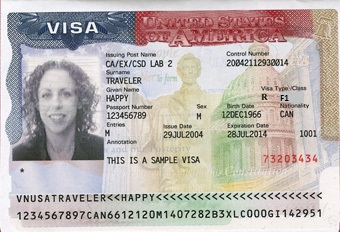 VISA UNITED STATES OF AMERICA
Issuing Post Name Control Number
CA/EX/CSD LAB 2 20042112930014
Surname
TRAVELER
Given Name Visa Type /Class
HAPPY R F1
Passport Number Sex Birth Date Nationality
123456789 M 12DEC1966 CAN
Entries Issue Date Expiration Date
M 29JUL2004 28JUL2014 1001
Annotation
THIS IS A SAMPLE VISA 73203434
*
VNUSATRAVELER<<HAPPY<<<<<<<<<<<<<<<<<<<<<<<<
1234567897CAN6612120M1407282B3XLC000GI142951